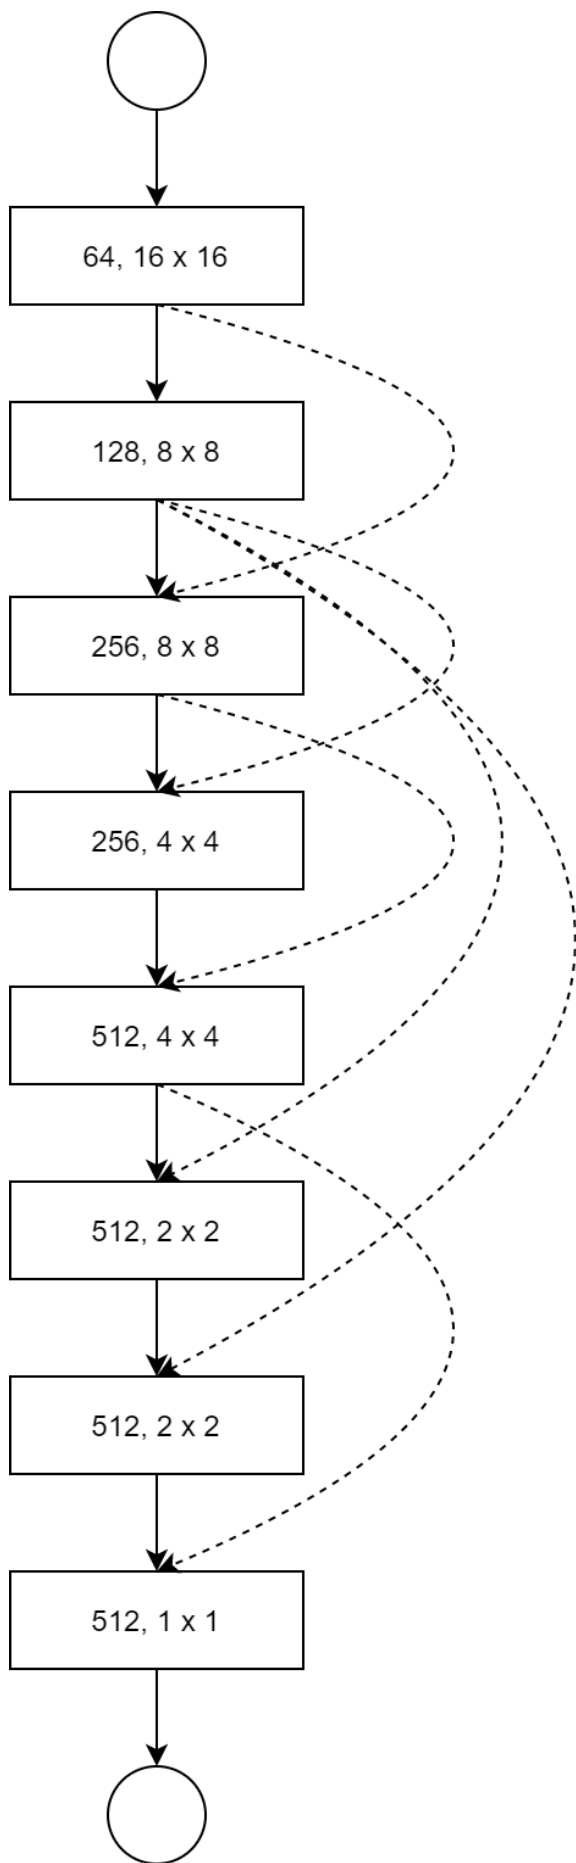 64, 16 x 16
128, 8 x 8
256, 8 x 8
256, 4 x 4
512, 4 x 4
512, 2 x 2
512, 2 x 2
512, 1 x 1